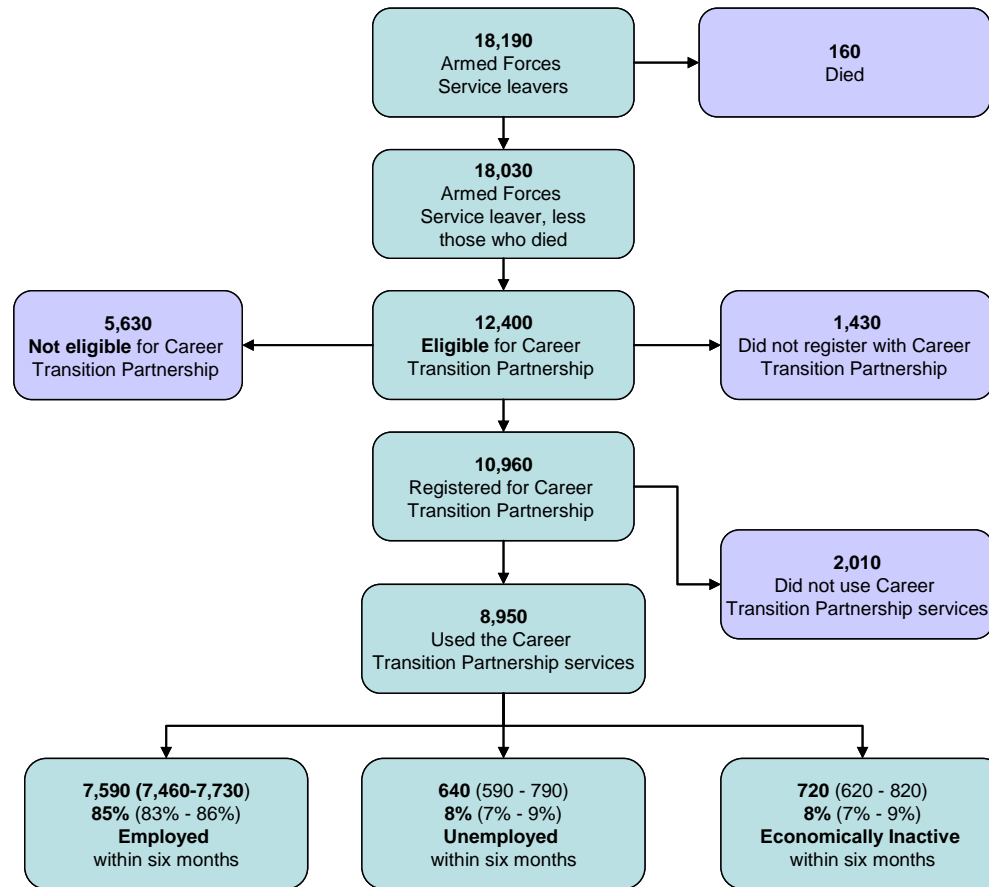 18,190
Armed Forces
Service leavers
160
Died
18,030
Armed Forces
Service leaver, less
those who died
5,630
Not eligible for Career
Transition Partnership
12,400
Eligible for Career
Transition Partnership
1,430
Did not register with Career
Transition Partnership
10,960
Registered for Career
Transition Partnership
2,010
Did not use Career
Transition Partnership services
8,950
Used the Career
Transition Partnership services
7,590 (7,460-7,730)
85% (83% - 86%)
Employed
within six months
640 (590 - 790)
8% (7% - 9%)
Unemployed
within six months
720 (620 - 820)
8% (7% - 9%)
Economically Inactive
within six months